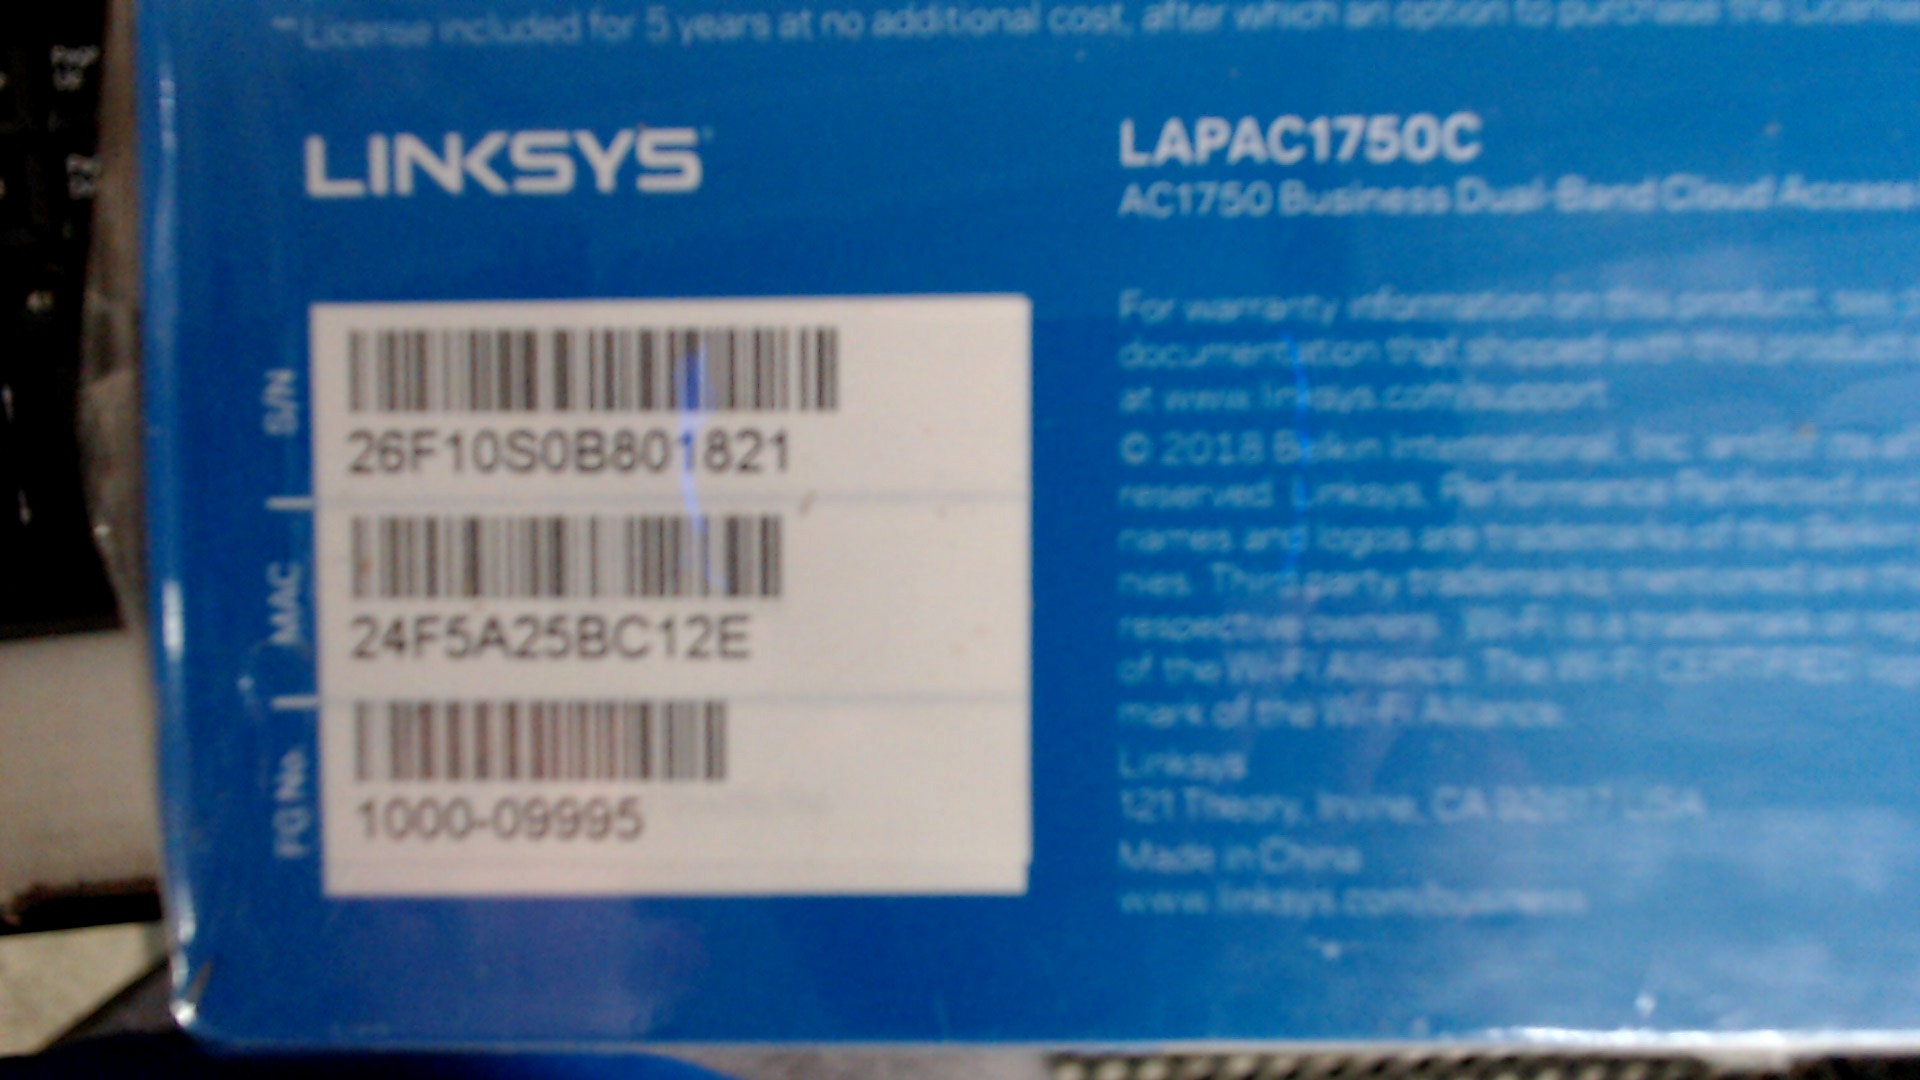 **License included for 5 years at no additional cost, after which an option to purchase the License
LINKSYS
LAPAC1750C
AC1750 Business Dual-Band Cloud Access
S/N
26F10S0B801821
MAC
24F5A25BC12E
FG No.
1000-09995
For warranty information on this product, see
documentation that shipped with this product
at www.linksys.com/support
© 2018 Belkin International, Inc. and/or its
reserved. Linksys, Performance Perfected
names and logos are trademarks of the Belkin
nies. Third-party trademarks mentioned are
respective owners. Wi-Fi is a trademark or
of the Wi-Fi Alliance. The Wi-Fi CERTIFIED
mark of the Wi-Fi Alliance.
Linksys
121 Theory, Irvine, CA 92617 USA
Made in China
www.linksys.com/business